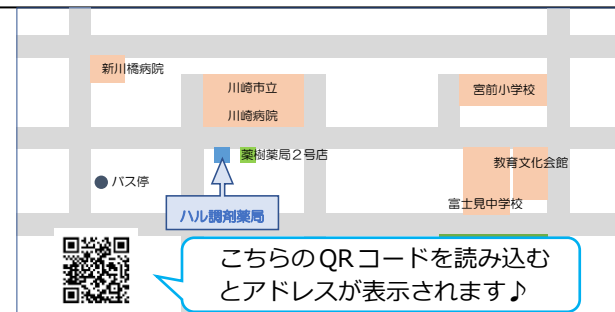 新川橋病院
川崎市立
川崎病院
宮前小学校
薬樹薬局２号店
教育文化会館
バス停
富士見中学校
ハル調剤薬局
こちらのQRコードを読み込む
とアドレスが表示されます♪